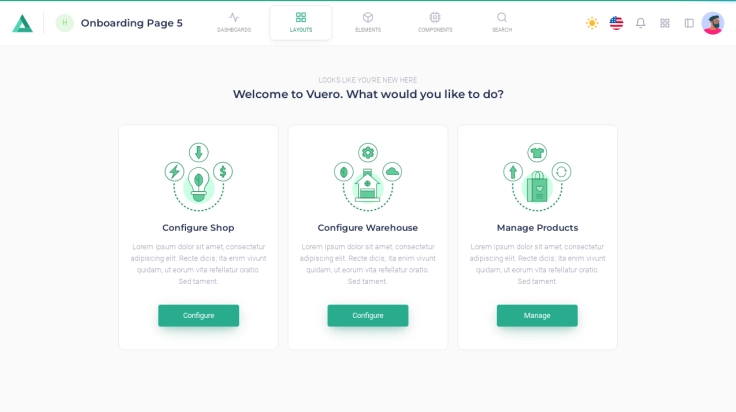 H
Onboarding Page 5
DASHBOARDS
LAYOUTS
ELEMENTS
COMPONENTS
SEARCH
LOOKS LIKE YOU'RE NEW HERE
Welcome to Vuero. What would you like to do?
Configure Shop
Lorem ipsum dolor sit amet, consectetur
adipiscing elit. Recte dicis; Ita enim vivunt
quidam, ut eorum vita refellatur oratio.
Sed tament.
Configure
Configure Warehouse
Lorem ipsum dolor sit amet, consectetur
adipiscing elit. Recte dicis; Ita enim vivunt
quidam, ut eorum vita refellatur oratio.
Sed tament.
Configure
Manage Products
Lorem ipsum dolor sit amet, consectetur
adipiscing elit. Recte dicis; Ita enim vivunt
quidam, ut eorum vita refellatur oratio.
Sed tament.
Manage